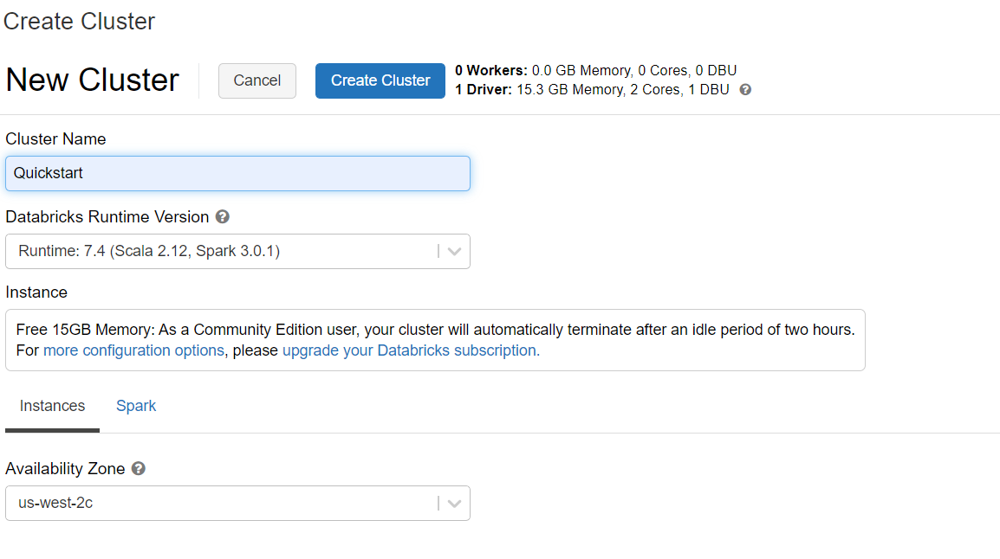 Create Cluster
New Cluster
Cancel
Create Cluster
0 Workers: 0.0 GB Memory, 0 Cores, 0 DBU
1 Driver: 15.3 GB Memory, 2 Cores, 1 DBU ?
Cluster Name
Quickstart
Databricks Runtime Version ?
Runtime: 7.4 (Scala 2.12, Spark 3.0.1)
Instance
Free 15GB Memory: As a Community Edition user, your cluster will automatically terminate after an idle period of two hours.
For more configuration options, please upgrade your Databricks subscription.
Instances Spark
Availability Zone ?
us-west-2c